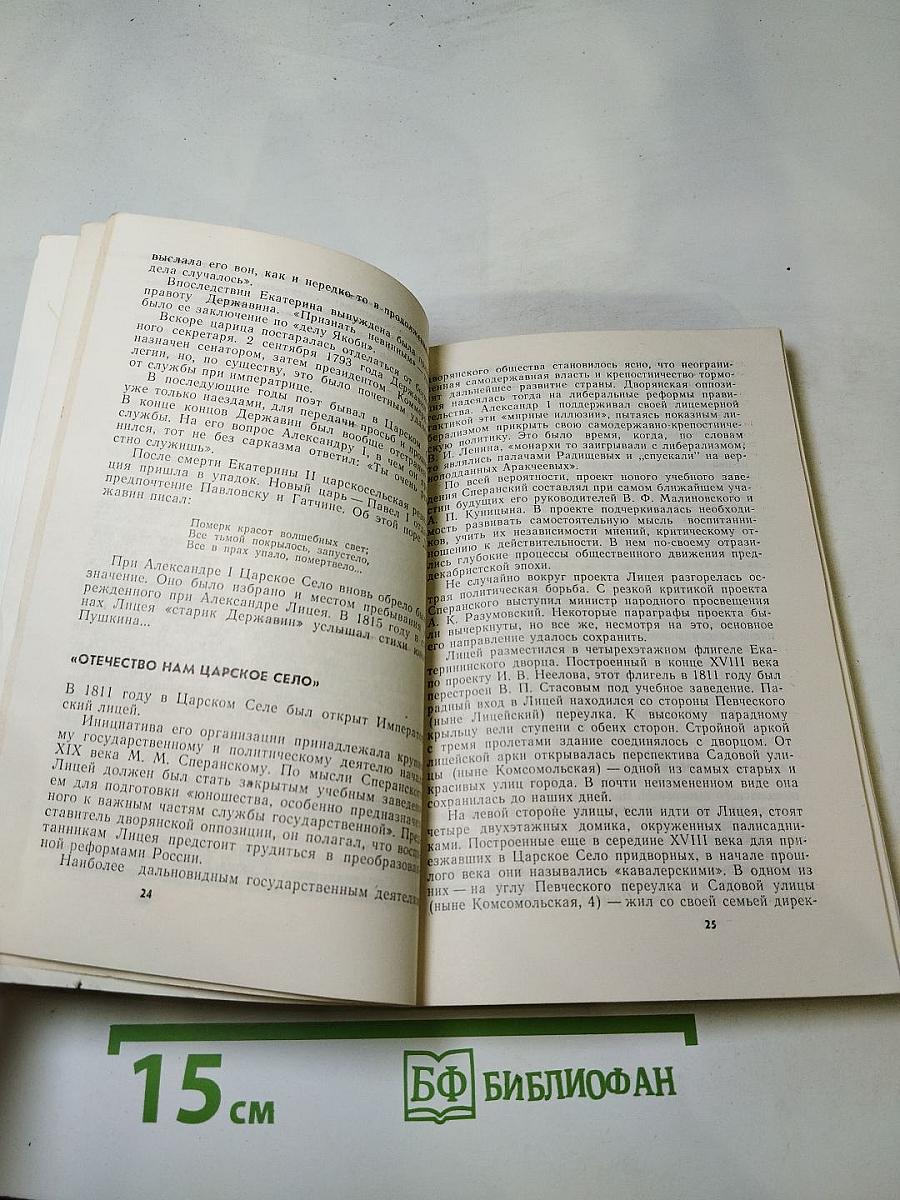 выслала его вон, как и нередко то в продолжение
дела случалось».
Впоследствии Екатерина вынуждена была
правоту Державина. «Признать невинным»
было ее заключение по «делу Якоби».
Вскоре царица постаралась отделаться от
ного секретаря. 2 сентября 1793 года Державин
назначен сенатором, затем президентом
легии, но, по существу, это было почетным
от службы при императрице.
В последующие годы поэт бывал в Царском
уже только наездами, для передачи просьб и
В конце концов Державин был вообще
службы. На его вопрос Александру I, в чем он
нился, тот не без сарказма ответил: «Ты очень
стно служишь».
После смерти Екатерины II царскосельская
ция пришла в упадок. Новый царь — Павел I
предпочтение Павловску и Гатчине. Об этой поре
жавин писал:
Померк красот волшебных свет;
Все тьмой покрылось, запустело,
Все в прах упало, помертвело...
При Александре I Царское Село вновь обрело
значение. Оно было избрано и местом пребывания
режденного при Александре Лицея. В 1815 году в
нах Лицея «старик Державин» услышал стихи
Пушкина...
«ОТЕЧЕСТВО НАМ ЦАРСКОЕ СЕЛО»
В 1811 году в Царском Селе был открыт Император
ский лицей.
Инициатива его организации принадлежала
му государственному и политическому деятелю
XIX века М. М. Сперанскому. По мысли Сперанского
Лицей должен был стать закрытым учебным заведени
ем для подготовки «юношества, особенно предназначен
ного к важным частям службы государственной». Пред
ставитель дворянской оппозиции, он полагал, что
танникам Лицея предстоит трудиться в преобразован
ной реформами России.
Наиболее дальновидным государственным деятелям
24
дворянского общества становилось ясно, что неограни-
ченная самодержавная власть и крепостничество тормо-
зят дальнейшее развитие страны. Дворянская оппози-
ция надеялась тогда на либеральные реформы прави-
тельства. Александр I поддерживал своей лицемерной
практикой эти «мирные иллюзии», пытаясь показным ли-
берализмом прикрыть свою самодержавно-крепостниче-
скую политику. Это было время, когда, по словам
В. И. Ленина, «монархи то заигрывали с либерализмом,
то являлись палачами Радищевых и „спускали" на вер-
ноподданных Аракчеевых».
По всей вероятности, проект нового учебного заве-
дения Сперанский составлял при самом ближайшем уча-
стии будущих его руководителей В. Ф. Малиновского и
А. П. Куницына. В проекте подчеркивалась необходи-
мость развивать самостоятельную мысль воспитанни-
ков, учить их независимости мнений, критическому от-
ношению к действительности. В нем по-своему отрази-
лись глубокие процессы общественного движения пред-
декабристской эпохи.
Не случайно вокруг проекта Лицея разгорелась ос-
трая политическая борьба. С резкой критикой проекта
Сперанского выступил министр народного просвещения
А. К. Разумовский. Некоторые параграфы проекта бы-
ли вычеркнуты, но все же, несмотря на это, основное
его направление удалось сохранить.
Лицей разместился в четырехэтажном флигеле Ека-
терининского дворца. Построенный в конце XVIII века
по проекту И. В. Неелова, этот флигель в 1811 году был
перестроен В. П. Стасовым под учебное заведение. Па-
радный вход в Лицей находился со стороны Певческого
(ныне Лицейский) переулка. К высокому парадному
крыльцу вели ступени с обеих сторон. Стройной аркой
с тремя пролетами здание соединялось с дворцом. От
лицейской арки открывалась перспектива Садовой ули-
цы (ныне Комсомольская) — одной из самых старых и
красивых улиц города. В почти неизменном виде она
сохранилась до наших дней.
На левой стороне улицы, если идти от Лицея, стоят
четыре двухэтажных домика, окруженных палисадни-
ками. Построенные еще в середине XVIII века для при-
езжавших в Царское Село придворных, в начале прош-
лого века они назывались «кавалерскими». В одном из
них — на углу Певческого переулка и Садовой улицы
(ныне Комсомольская, 4) — жил со своей семьей дирек-
25
15 см
БФ БИБЛИОФАН